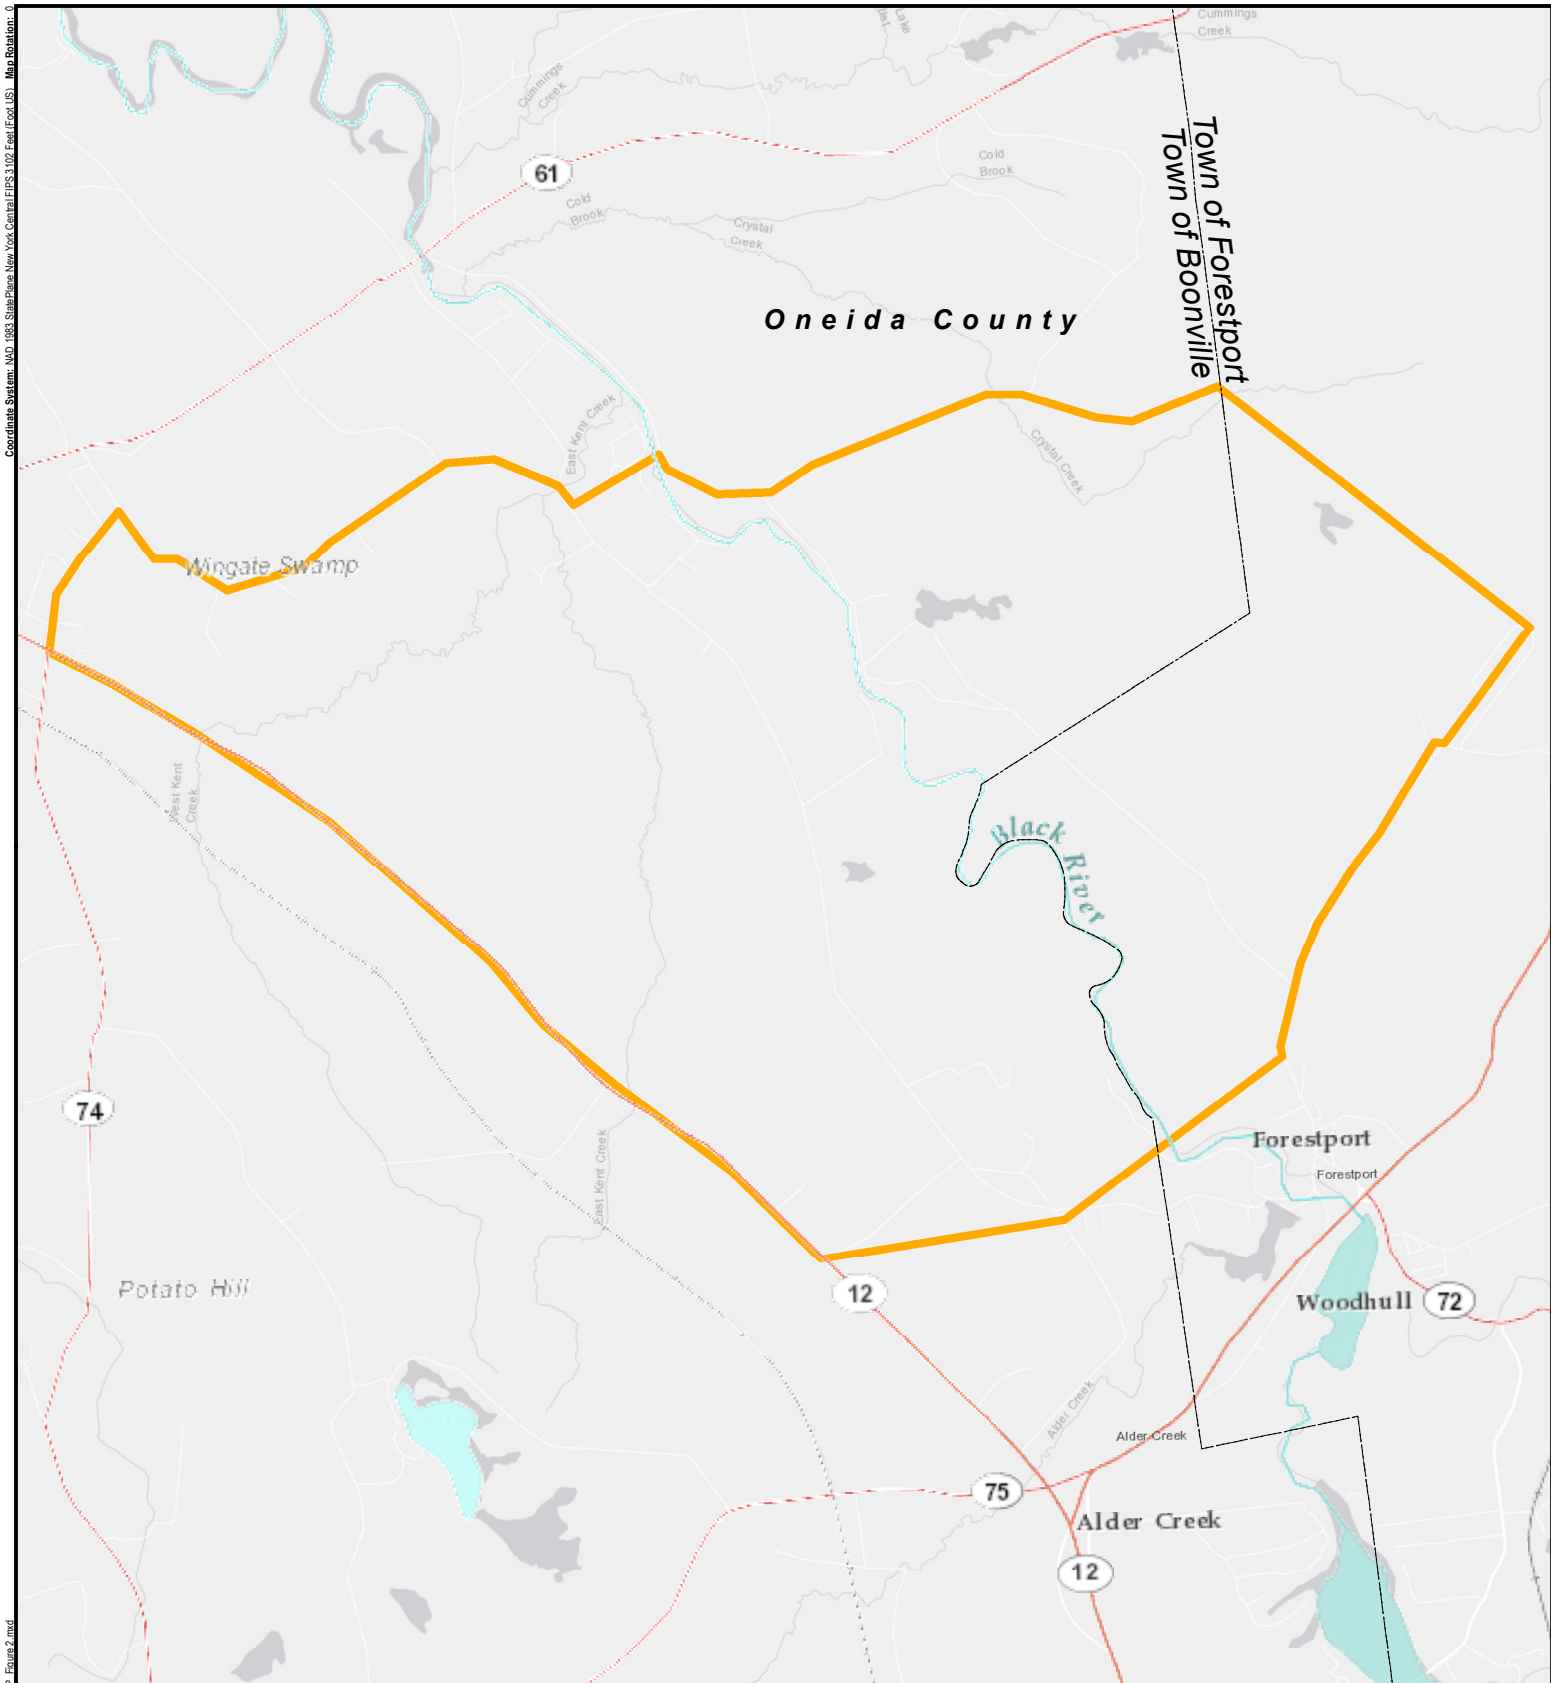 Coordinate System: NAD 1983 StatePlane New York Central FIPS 3102 Feet (Foot US)   Map Rotation: 0
Lake
Cummings
Creek
Cummings
Creek
Town of Forestport
Town of Boonville
61
Cold
Brook
Cold
Brook
Crystal
Creek
Oneida County
East Kent Creek
Crystal Creek
Wingate Swamp
West Kent
Creek
Black River
74
East Kent Creek
Forestport
Forestport
Potato Hill
12
Woodhull
72
Alder Creek
Alder Creek
75
Alder Creek
12
Figure 2.mxd